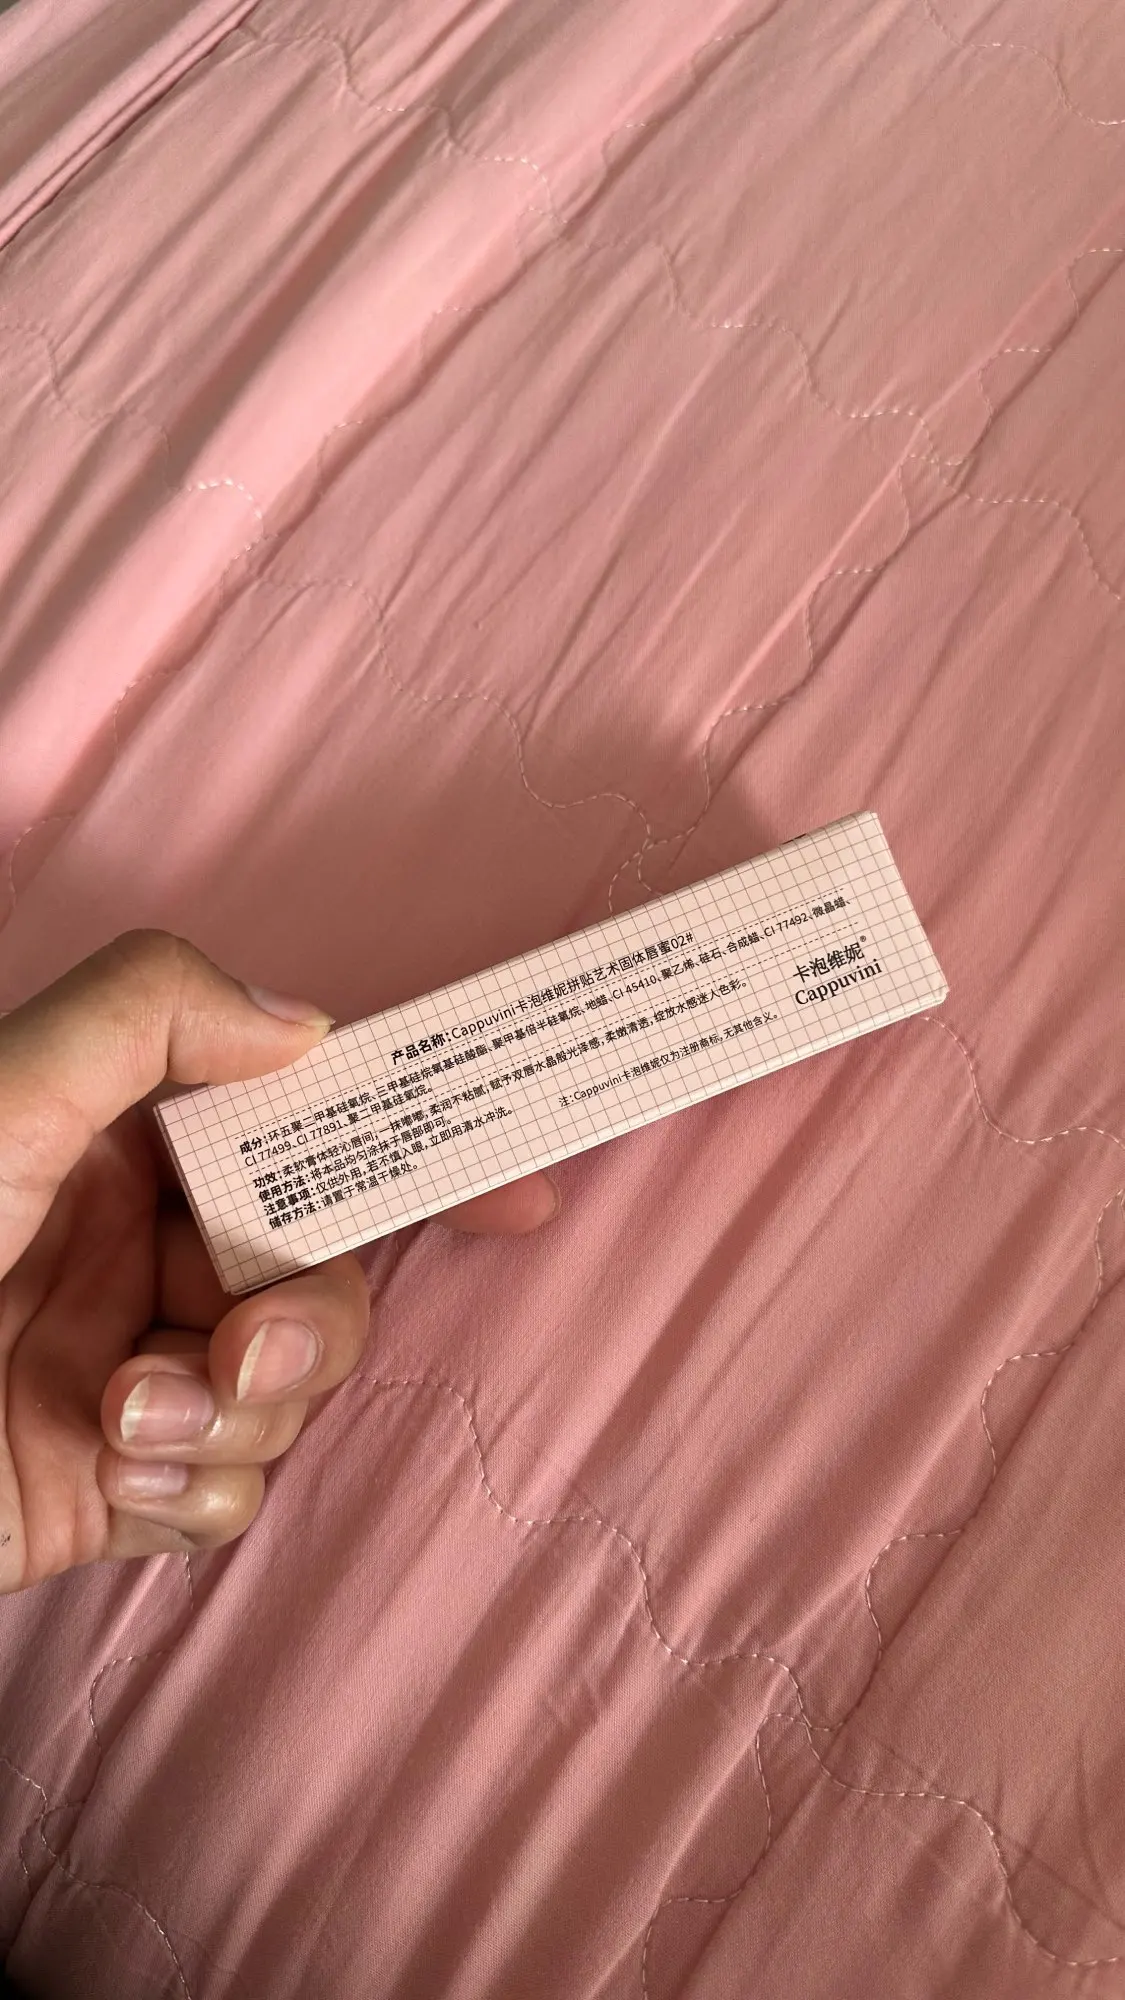 产品名称:Cappuvini卡泡维妮拼贴艺术固体唇蜜02#
成分:环五聚二甲基硅氧烷、三甲基硅烷氧基硅酸酯、聚甲基倍半硅氧烷、地蜡、CI 45410、聚乙烯、硅石、合成蜡、CI 77492、微晶蜡、
CI 77499、CI 77891、聚二甲基硅氧烷。
功效:柔软膏体轻沁唇间,一抹嘟嘟,柔润不粘腻,赋予双唇水晶般光泽感,柔嫩清透,绽放水感迷人色彩。
使用方法:将本品均匀涂抹于唇部即可。
注意事项:仅供外用,若不慎入眼,立即用清水冲洗。
储存方法:请置于常温干燥处。
注:Cappuvini卡泡维妮仅为注册商标,无其他含义。
卡泡维妮®
Cappuvini